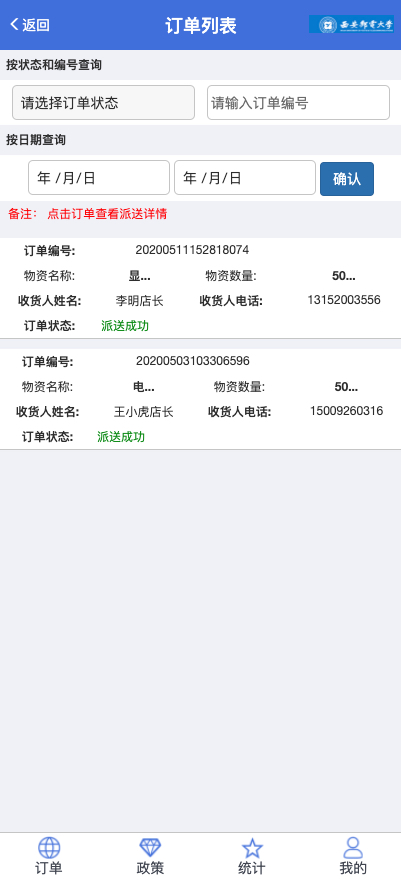 返回
订单列表
西安邮电大学
按状态和编号查询
请选择订单状态
请输入订单编号
按日期查询
年 /月/日
年 /月/日
确认
备注: 点击订单查看派送详情
订单编号: 20200511152818074
物资名称: 显... 物资数量: 50...
收货人姓名: 李明店长 收货人电话: 13152003556
订单状态: 派送成功
订单编号: 20200503103306596
物资名称: 电... 物资数量: 50...
收货人姓名: 王小虎店长 收货人电话: 15009260316
订单状态: 派送成功
订单 政策 统计 我的